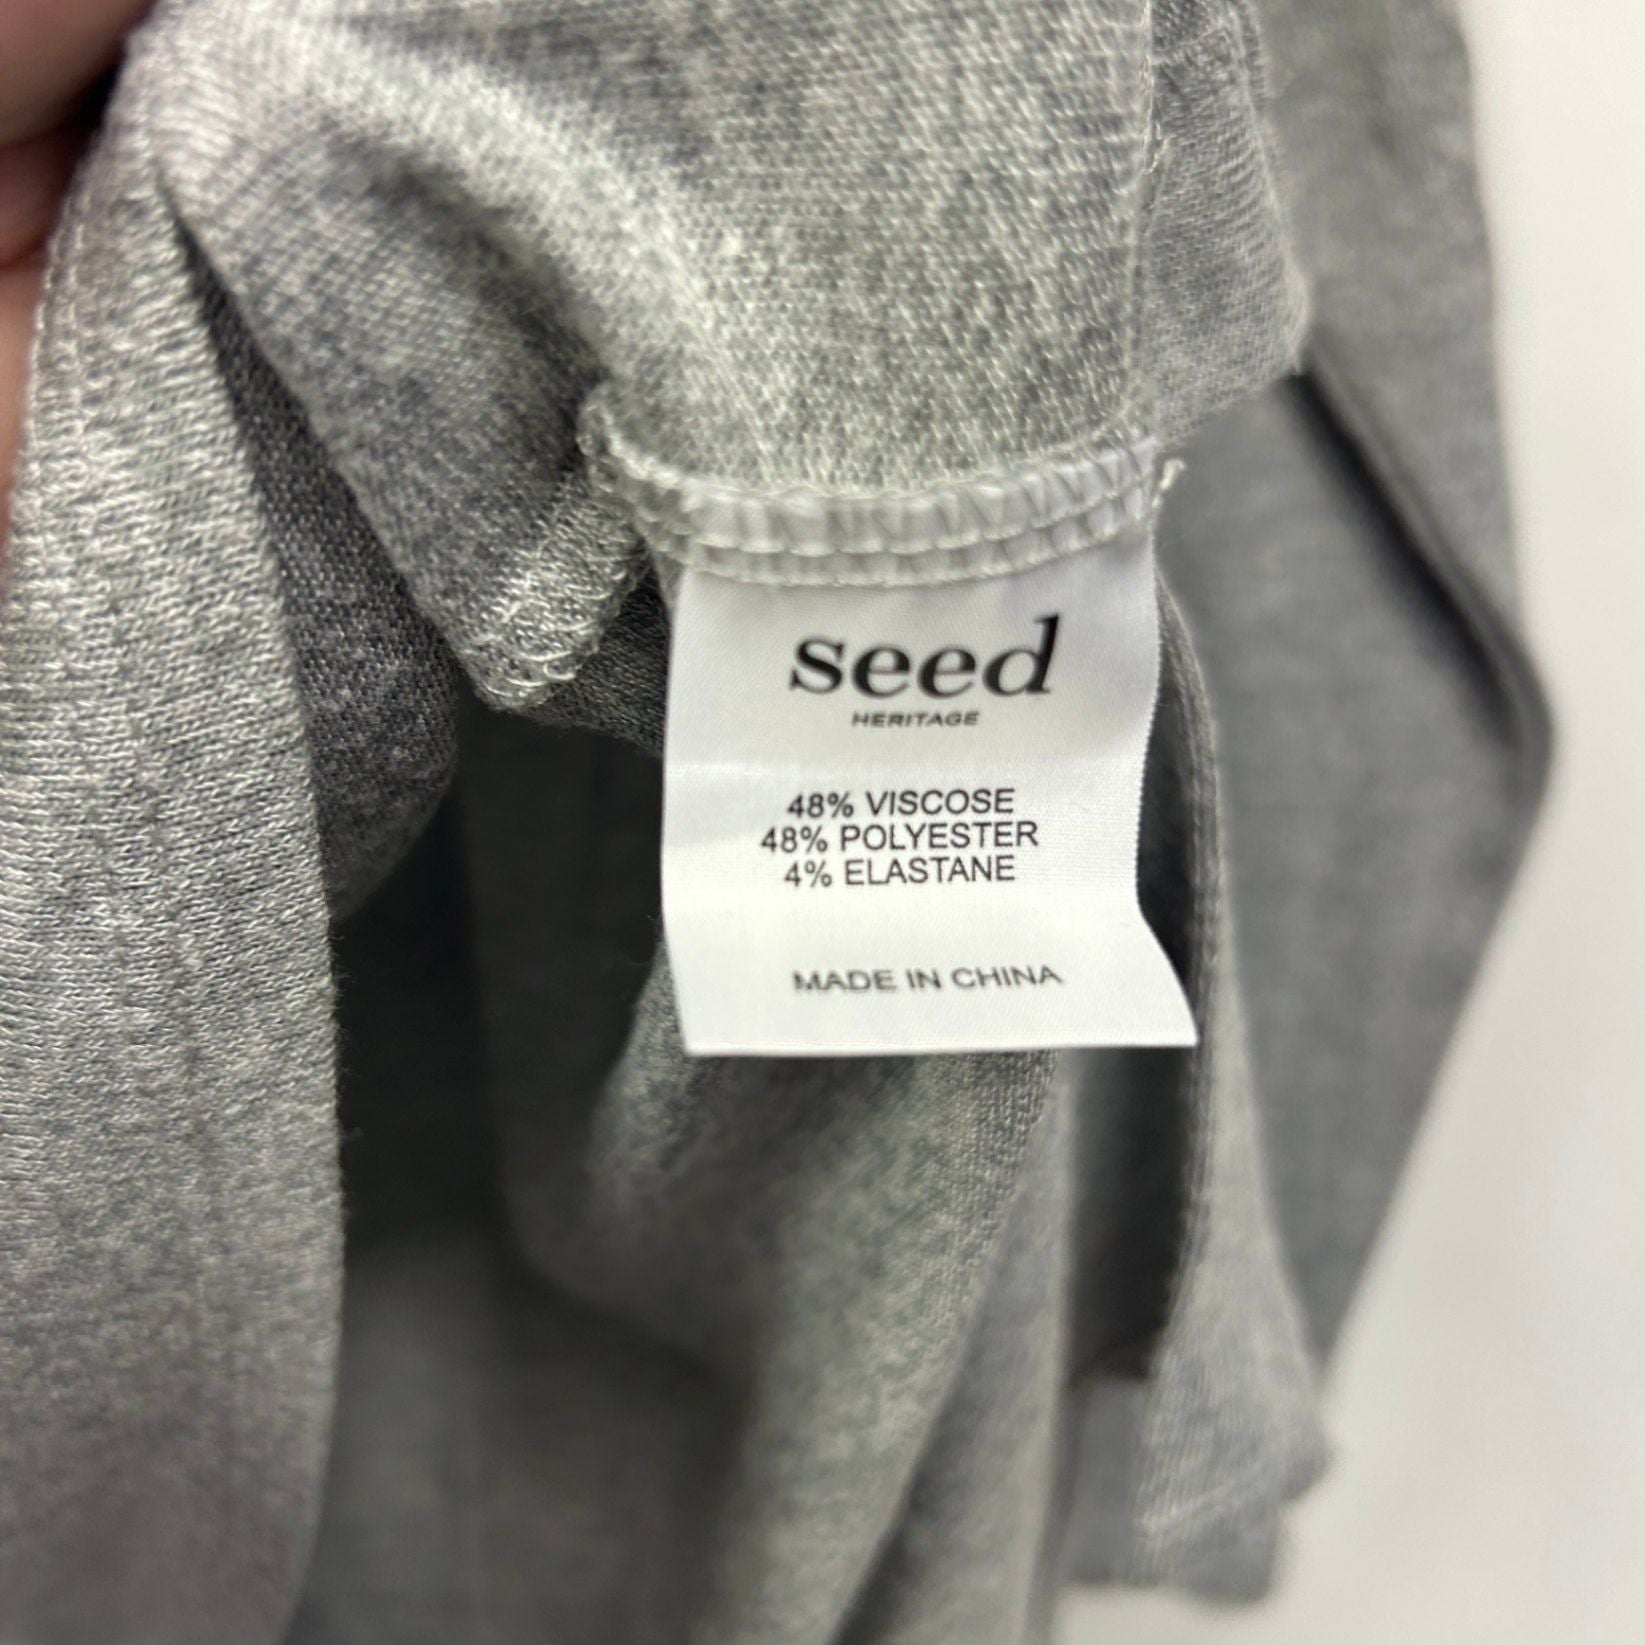 seed
HERITAGE
48% VISCOSE
48% POLYESTER
4% ELASTANE
MADE IN CHINA